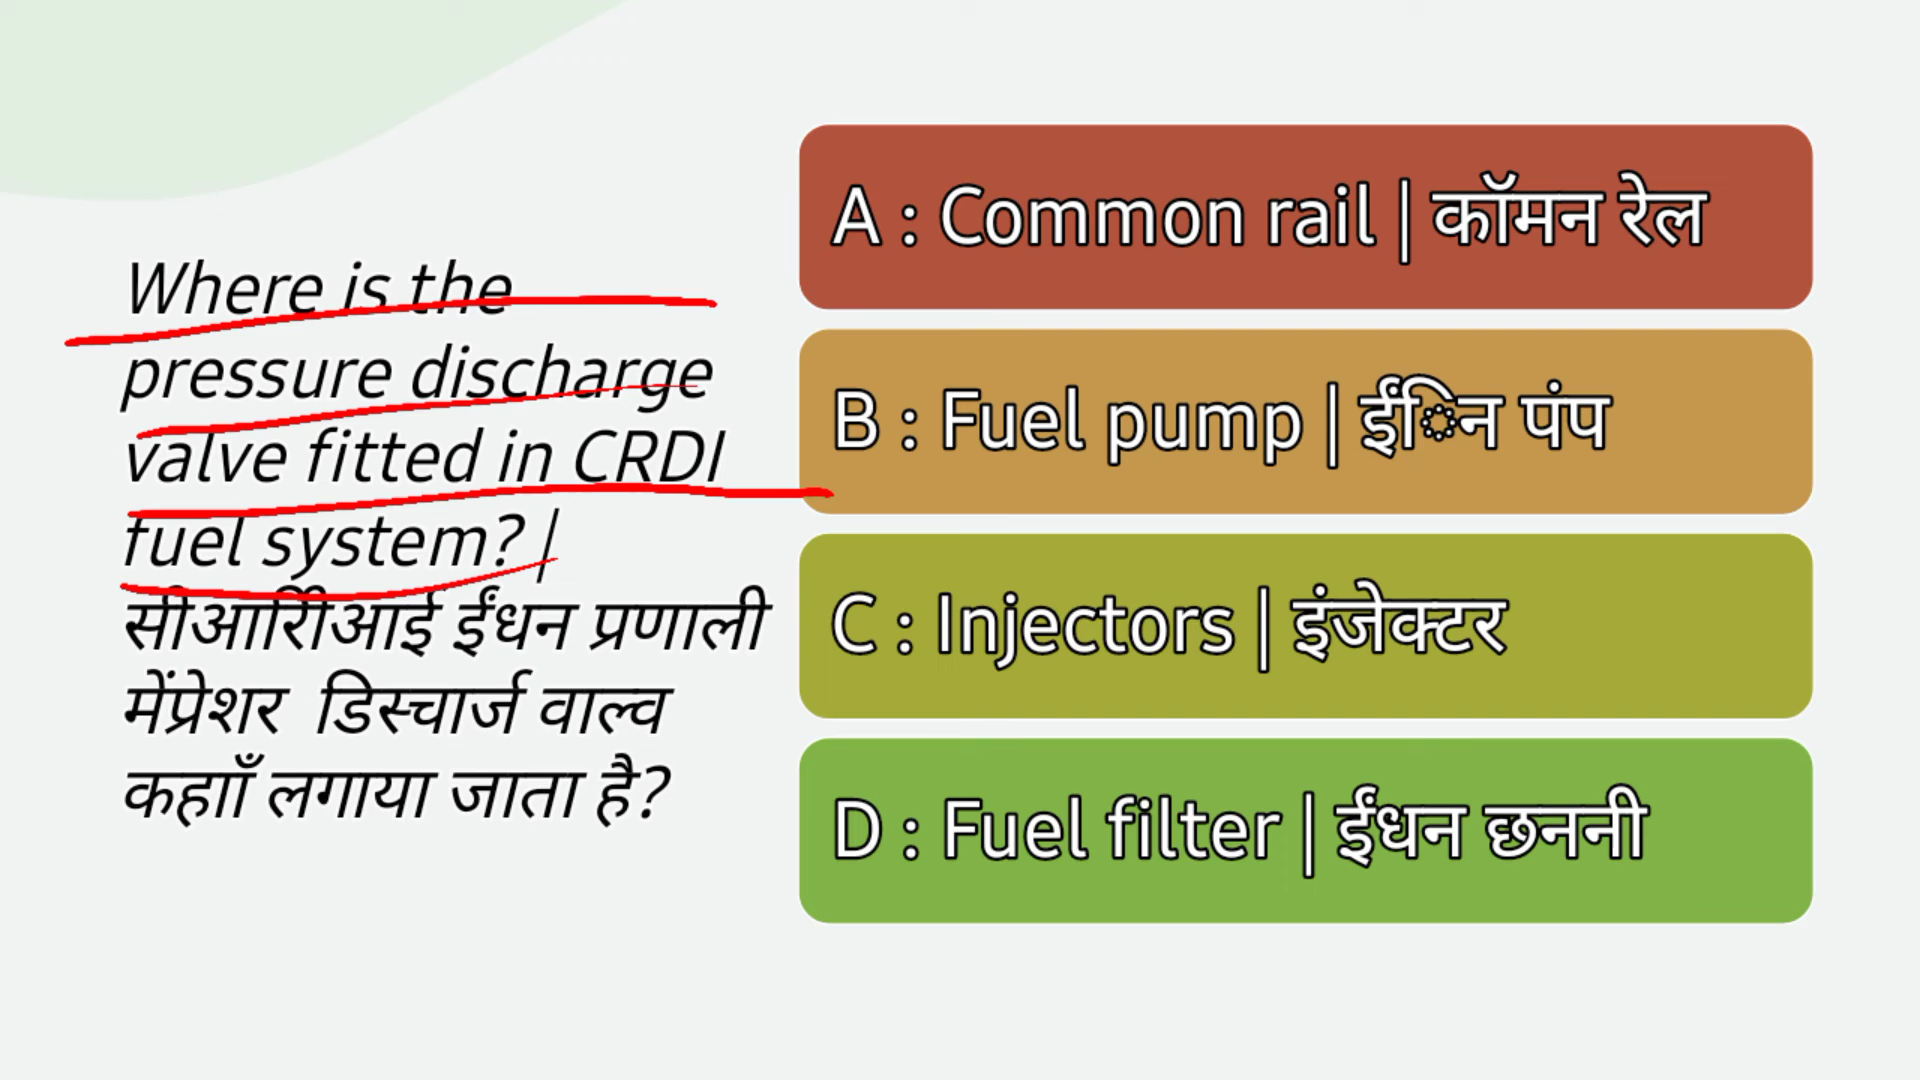 Where is the
pressure discharge
valve fitted in CRDI
fuel system? |
सीआरिीआई ईंधन प्रणाली
मेंप्रेशर डिस्चार्ज वाल्व
कहााँ लगाया जाता है?
A : Common rail | कॉमन रेल
B : Fuel pump | ईंिन पंप
C : Injectors | इंजेक्टर
D : Fuel filter | ईंधन छननी